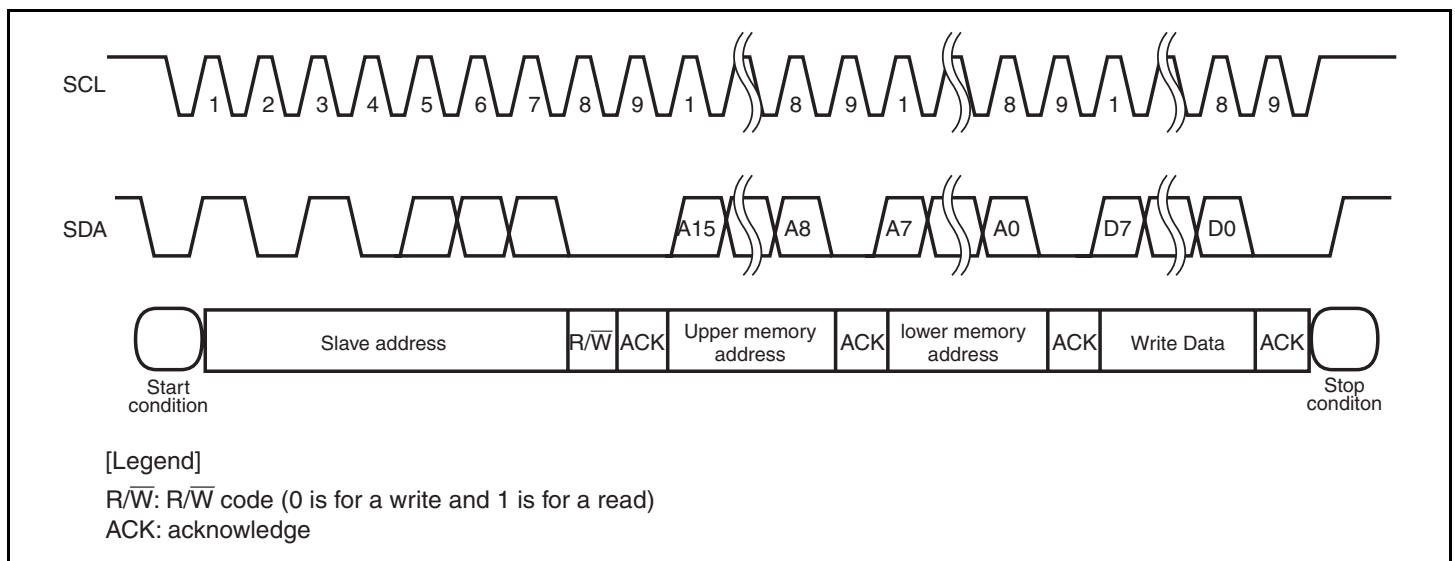 SCL
1 2 3 4 5 6 7 8 9 1 8 9 1 8 9 1 8 9
SDA
A15 A8 A7 A0 D7 D0
Slave address R/W̅ ACK Upper memory address ACK lower memory address ACK Write Data ACK
Start condition
Stop conditon
[Legend]
R/W̅: R/W̅ code (0 is for a write and 1 is for a read)
ACK: acknowledge